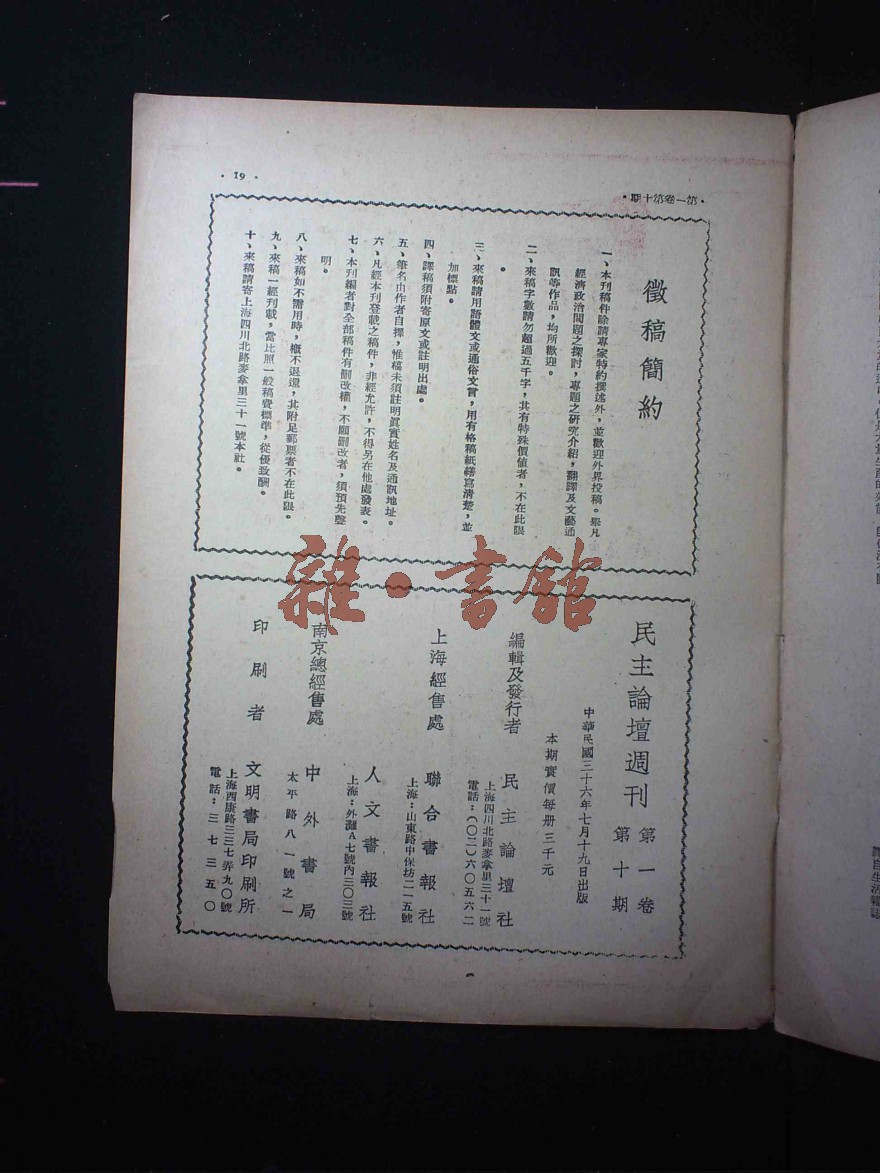 ·第一卷第十期·
· 19 ·
徵稿簡約
一、本刊稿件除請專家特約撰述外，並歡迎外界投稿。舉凡
經濟政治問題之探討，專題之研究介紹，翻譯及文藝通
訊等作品，均所歡迎。
二、來稿字數請勿超過五千字，其有特殊價值者，不在此限
。
三、來稿請用語體文或通俗文言，用有格稿紙繕寫清楚，並
加標點。
四、譯稿須附寄原文或註明出處。
五、筆名由作者自擇，惟稿末須註明眞實姓名及通訊地址。
六、凡經本刊登載之稿件，非經允許，不得另在他處發表。
七、本刊編者對全部稿件有刪改權，不願刪改者，須預先聲
明。
八、來稿如不需用時，概不退還，其附足郵票者不在此限。
九、來稿一經刊載，當比照一般稿費標準，從優致酬。
十、來稿請寄上海四川北路麥拿里三十一號本社。
雜·書館
民主論壇週刊 第一卷
第十期
中華民國三十六年七月十九日出版
本期實價每册三千元
編輯及發行者 民主論壇社
上海四川北路麥拿里三十一號
電話：（〇二）六〇五六二
上海經售處 聯合書報社
上海：山東路中保坊二一五號
人文書報社
上海：外灘A七號內三〇三號
南京總經售處 中外書局
太平路八一號之一
印刷者 文明書局印刷所
上海西康路三三七弄九〇號
電話：三七三五〇